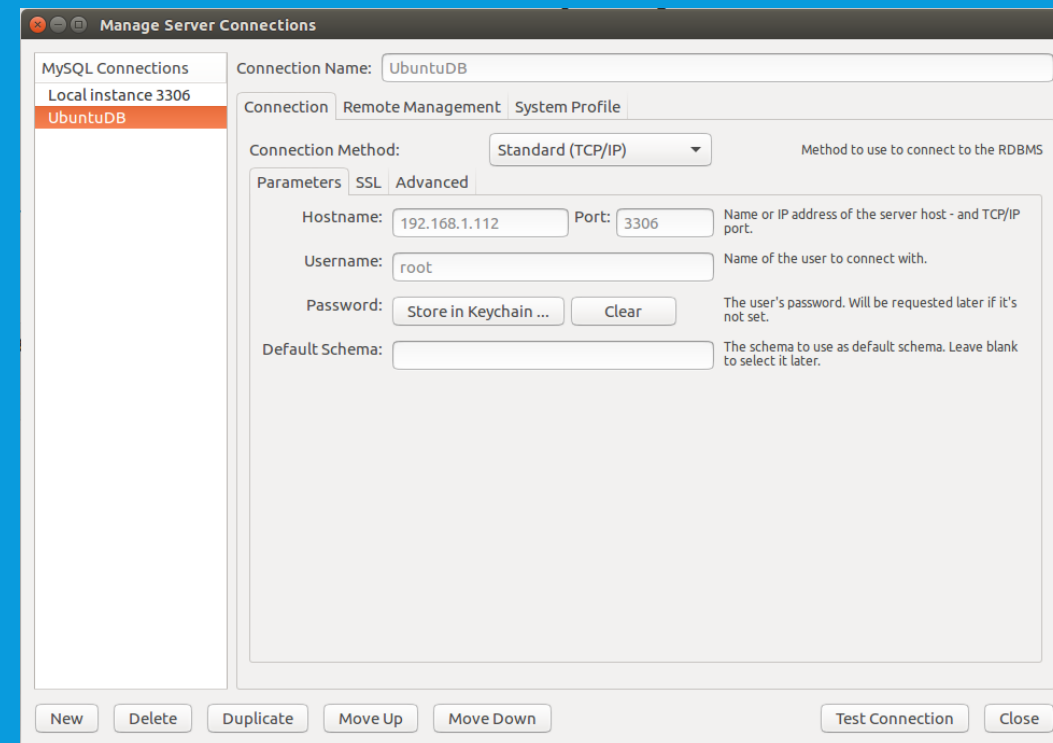 Manage Server Connections
MySQL Connections
Local instance 3306
UbuntuDB
Connection Name: UbuntuDB
Connection Remote Management System Profile
Connection Method: Standard (TCP/IP) Method to use to connect to the RDBMS
Parameters SSL Advanced
Hostname: 192.168.1.112 Port: 3306 Name or IP address of the server host - and TCP/IP
port.
Username: root Name of the user to connect with.
Password: Store in Keychain ... Clear The user's password. Will be requested later if it's
not set.
Default Schema: The schema to use as default schema. Leave blank
to select it later.
New Delete Duplicate Move Up Move Down Test Connection Close